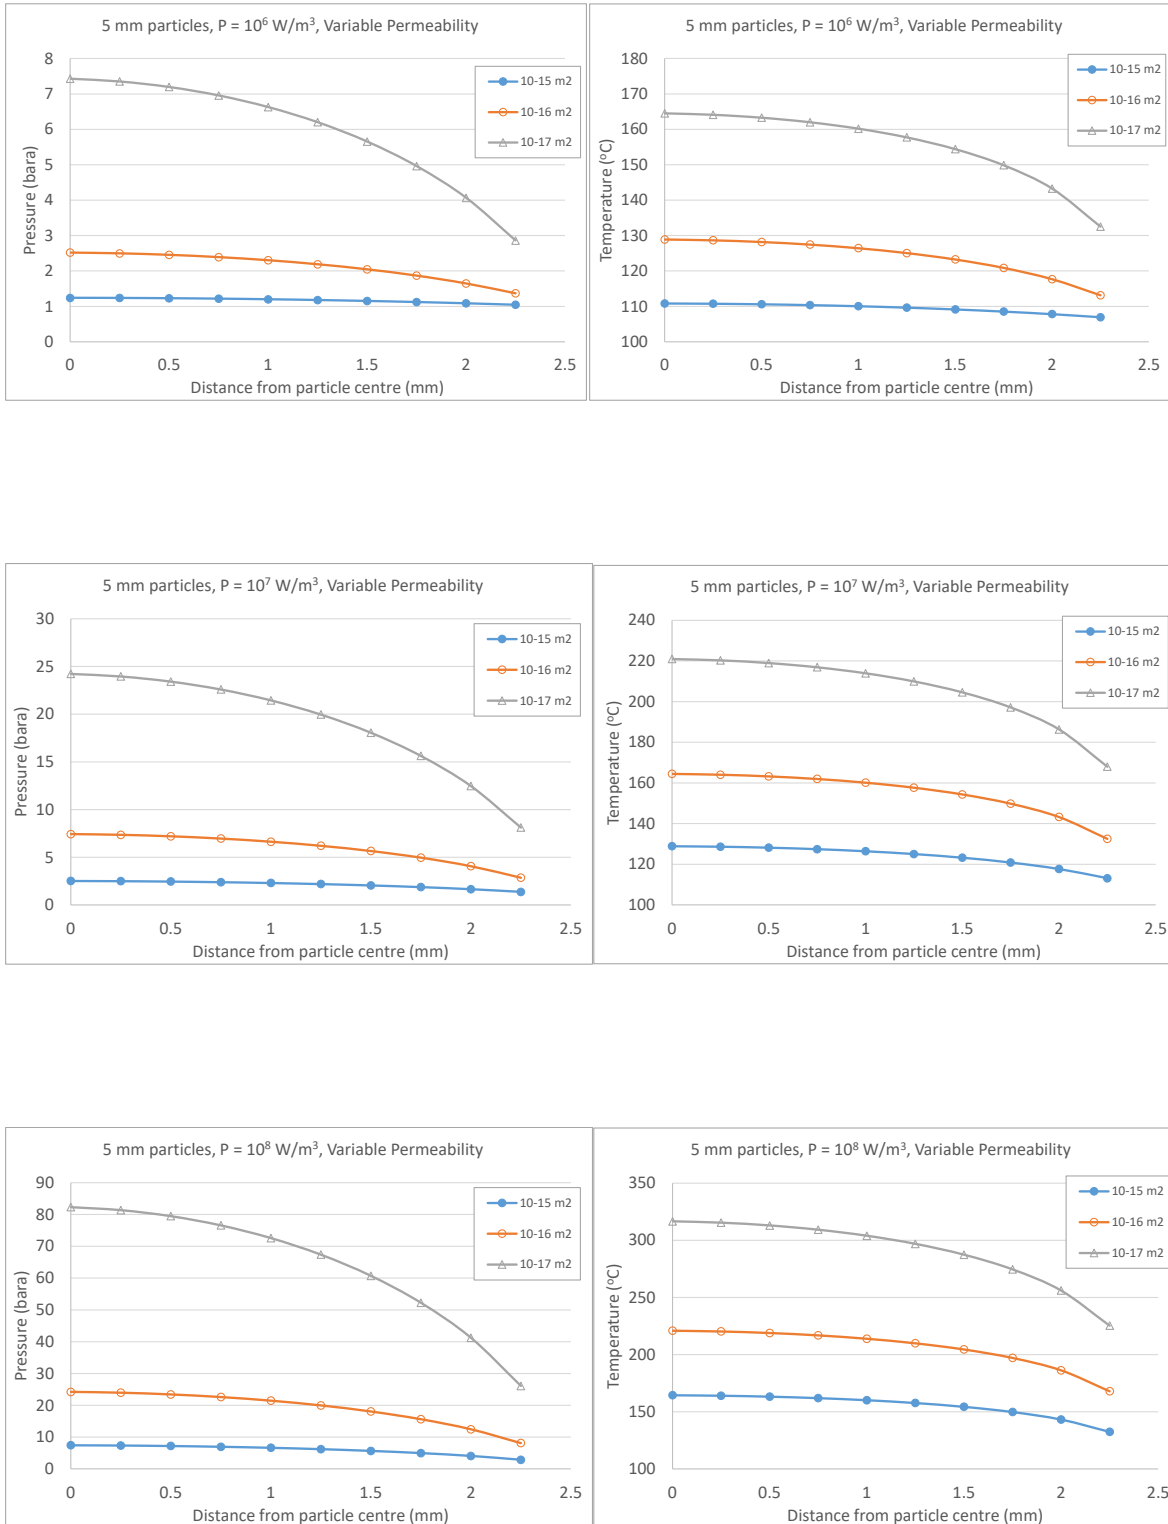 5 mm particles, P = 10⁶ W/m³, Variable Permeability
8
7
6
5
4
3
2
1
0
Pressure (bara)
0 0.5 1 1.5 2 2.5
Distance from particle centre (mm)
10-15 m2
10-16 m2
10-17 m2
5 mm particles, P = 10⁶ W/m³, Variable Permeability
180
170
160
150
140
130
120
110
100
Temperature (°C)
0 0.5 1 1.5 2 2.5
Distance from particle centre (mm)
10-15 m2
10-16 m2
10-17 m2
5 mm particles, P = 10⁷ W/m³, Variable Permeability
30
25
20
15
10
5
0
Pressure (bara)
0 0.5 1 1.5 2 2.5
Distance from particle centre (mm)
10-15 m2
10-16 m2
10-17 m2
5 mm particles, P = 10⁷ W/m³, Variable Permeability
240
220
200
180
160
140
120
100
Temperature (°C)
0 0.5 1 1.5 2 2.5
Distance from particle centre (mm)
10-15 m2
10-16 m2
10-17 m2
5 mm particles, P = 10⁸ W/m³, Variable Permeability
90
80
70
60
50
40
30
20
10
0
Pressure (bara)
0 0.5 1 1.5 2 2.5
Distance from particle centre (mm)
10-15 m2
10-16 m2
10-17 m2
5 mm particles, P = 10⁸ W/m³, Variable Permeability
350
300
250
200
150
100
Temperature (°C)
0 0.5 1 1.5 2 2.5
Distance from particle centre (mm)
10-15 m2
10-16 m2
10-17 m2